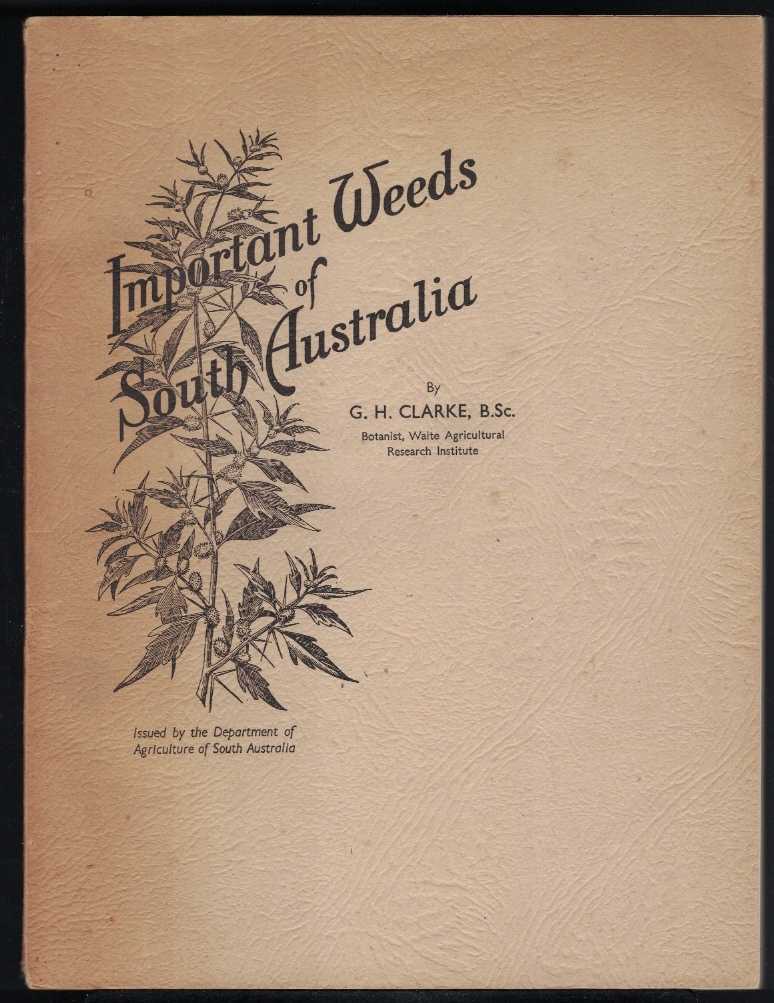 Important Weeds
of
South Australia
By
G. H. CLARKE, B.Sc.
Botanist, Waite Agricultural
Research Institute
Issued by the Department of
Agriculture of South Australia